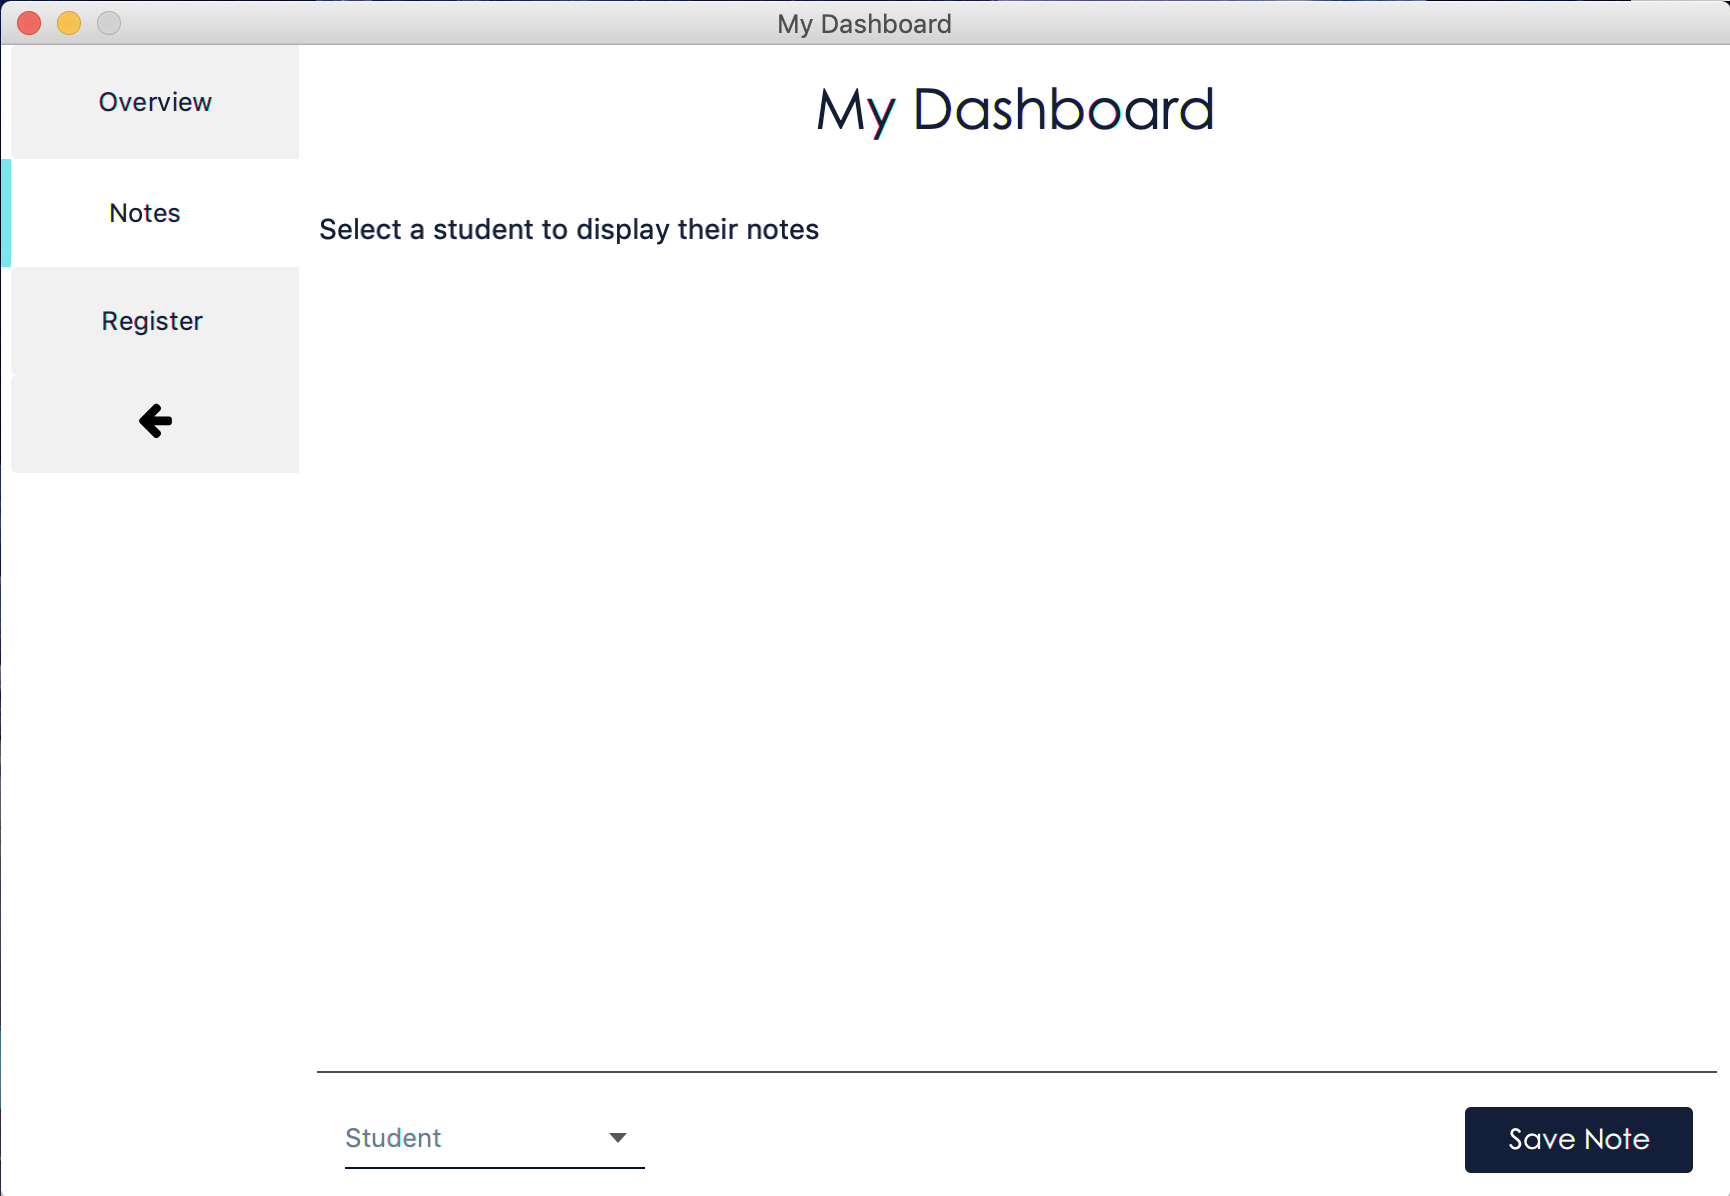 My Dashboard
Overview
Notes
Register
My Dashboard
Select a student to display their notes
Student
Save Note